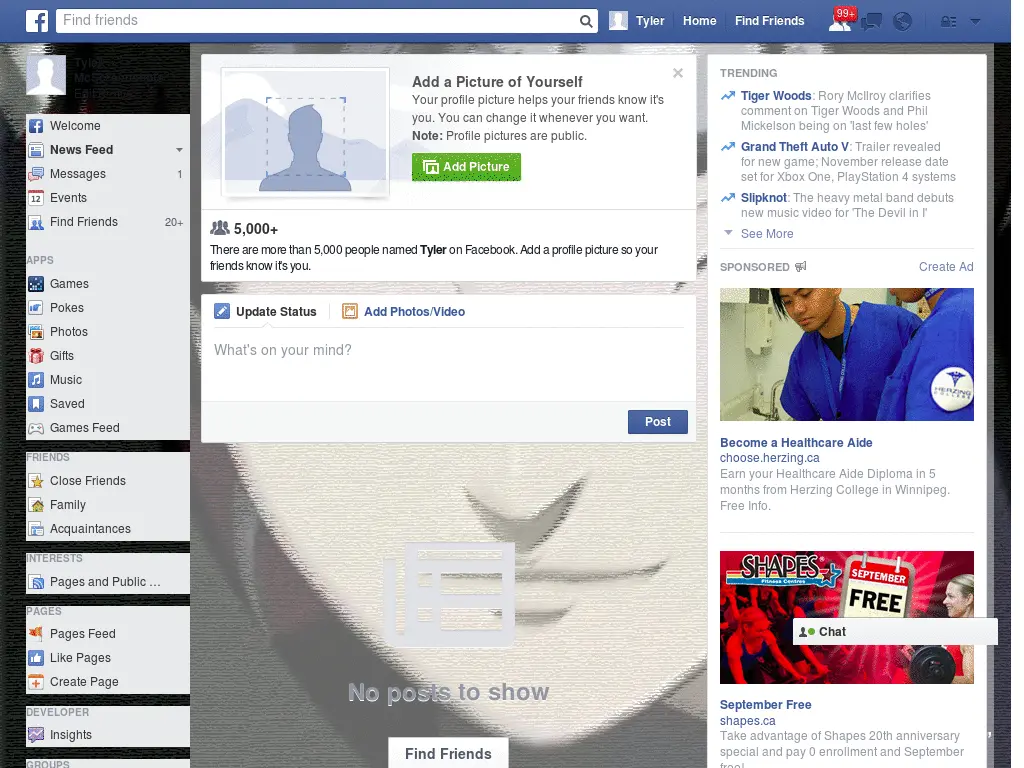 Find friends
Tyler
Home
Find Friends
99+
Tyler
Welcome
News Feed
Messages 1
12 Events
Find Friends 20+
APPS
Games
Pokes
Photos
Gifts
Music
Saved
Games Feed
FRIENDS
Close Friends
Family
Acquaintances
INTERESTS
Pages and Public ...
PAGES
Pages Feed
Like Pages
Create Page
DEVELOPER
Insights
GROUPS
Add a Picture of Yourself
Your profile picture helps your friends know it's
you. You can change it whenever you want.
Note: Profile pictures are public.
Add Picture
5,000+
There are more than 5,000 people named Tyler on Facebook. Add a profile picture so your
friends know it's you.
Update Status
Add Photos/Video
What's on your mind?
Post
No posts to show
Find Friends
TRENDING
Tiger Woods: Rory McIlroy clarifies
comment on Tiger Woods and Phil
Mickelson being on 'last few holes'
Grand Theft Auto V: Trailer revealed
for new game; November release date
set for Xbox One, PlayStation 4 systems
Slipknot: The heavy metal band debuts
new music video for 'The Devil in I'
See More
SPONSORED
Create Ad
HERZING
COLLEGE
Become a Healthcare Aide
choose.herzing.ca
Earn your Healthcare Aide Diploma in 5
months from Herzing College in Winnipeg.
Free Info.
SHAPES
Fitness Centres
SEPTEMBER
FREE
Chat
September Free
shapes.ca
Take advantage of Shapes 20th anniversary
special and pay 0 enrollment and September
free!